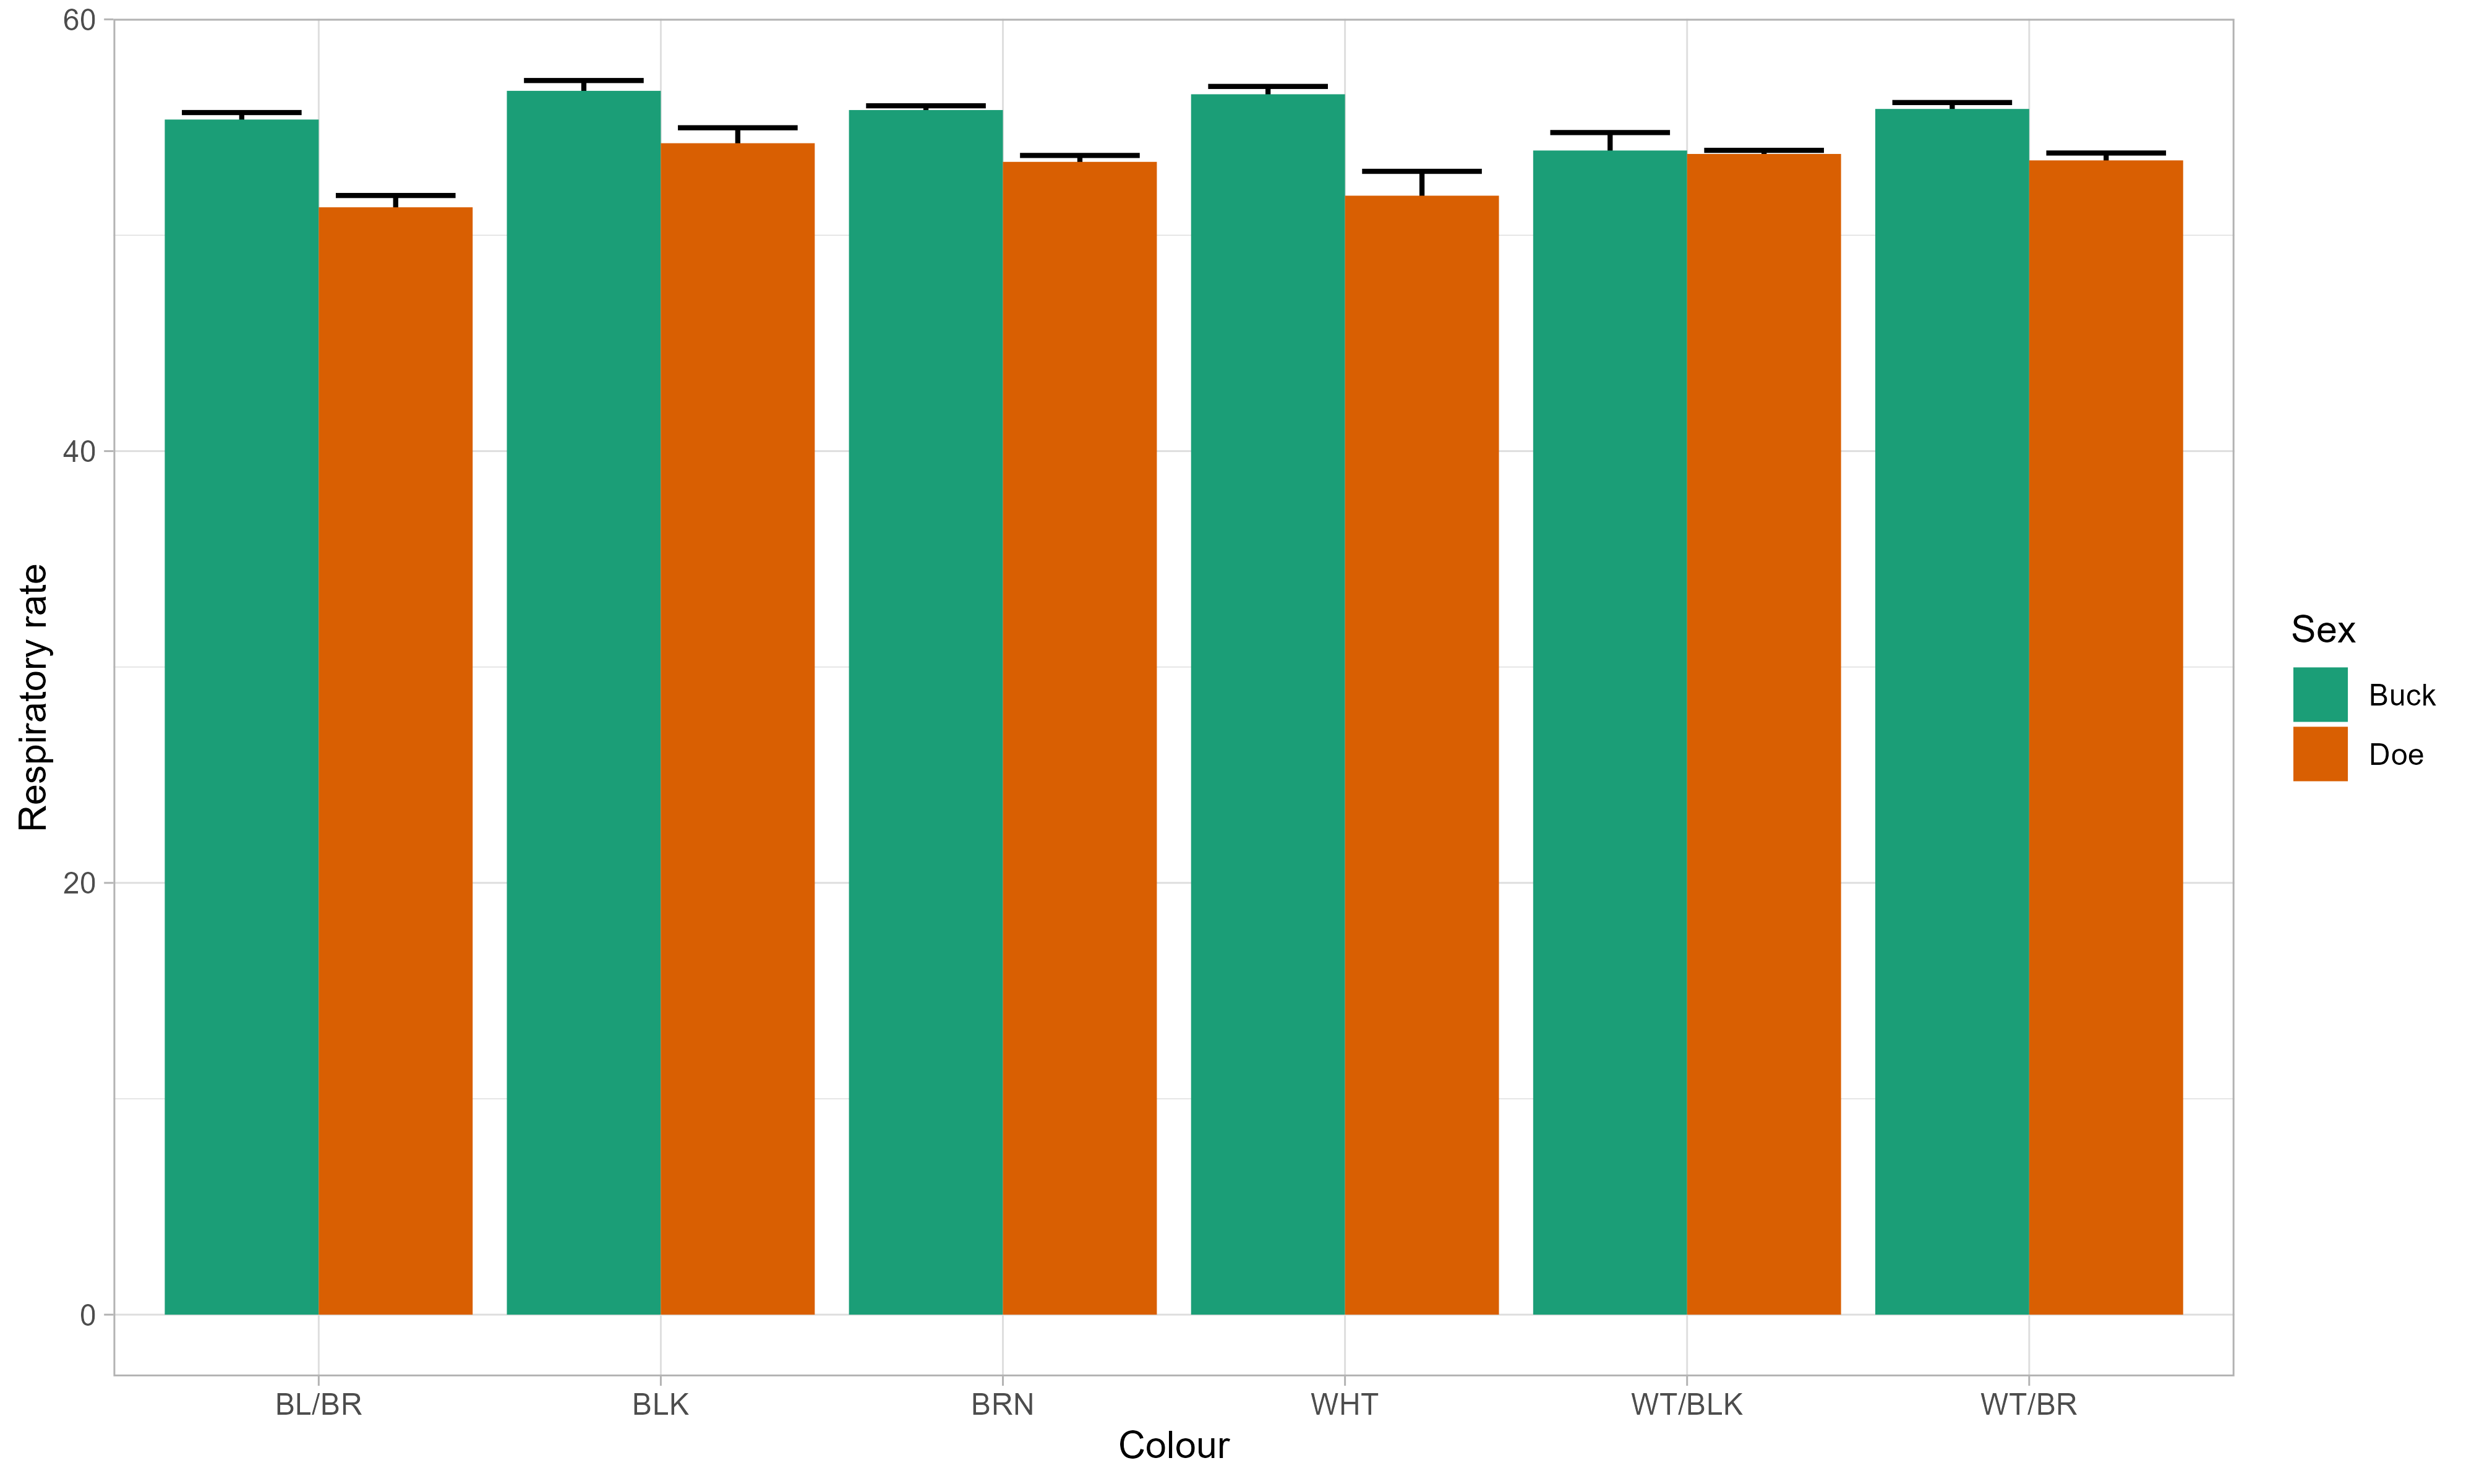 60
40
20
0
Respiratory rate
BL/BR
BLK
BRN
WHT
WT/BLK
WT/BR
Colour
Sex
Buck
Doe